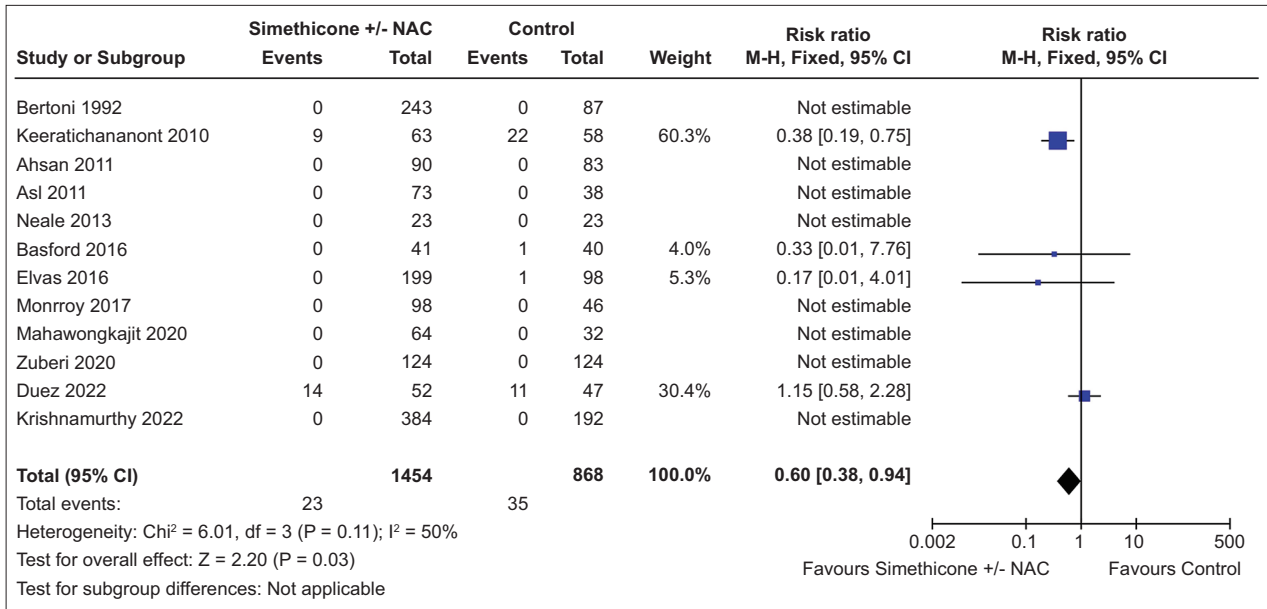 Simethicone +/- NAC Control Risk ratio Risk ratio
Study or Subgroup Events Total Events Total Weight M-H, Fixed, 95% CI M-H, Fixed, 95% CI
Bertoni 1992 0 243 0 87 Not estimable
Keeratichananont 2010 9 63 22 58 60.3% 0.38 [0.19, 0.75]
Ahsan 2011 0 90 0 83 Not estimable
Asl 2011 0 73 0 38 Not estimable
Neale 2013 0 23 0 23 Not estimable
Basford 2016 0 41 1 40 4.0% 0.33 [0.01, 7.76]
Elvas 2016 0 199 1 98 5.3% 0.17 [0.01, 4.01]
Monrroy 2017 0 98 0 46 Not estimable
Mahawongkajit 2020 0 64 0 32 Not estimable
Zuberi 2020 0 124 0 124 Not estimable
Duez 2022 14 52 11 47 30.4% 1.15 [0.58, 2.28]
Krishnamurthy 2022 0 384 0 192 Not estimable
Total (95% CI) 1454 868 100.0% 0.60 [0.38, 0.94]
Total events: 23 35
Heterogeneity: Chi² = 6.01, df = 3 (P = 0.11); I² = 50%
Test for overall effect: Z = 2.20 (P = 0.03)
Test for subgroup differences: Not applicable
0.002 0.1 1 10 500
Favours Simethicone +/- NAC Favours Control